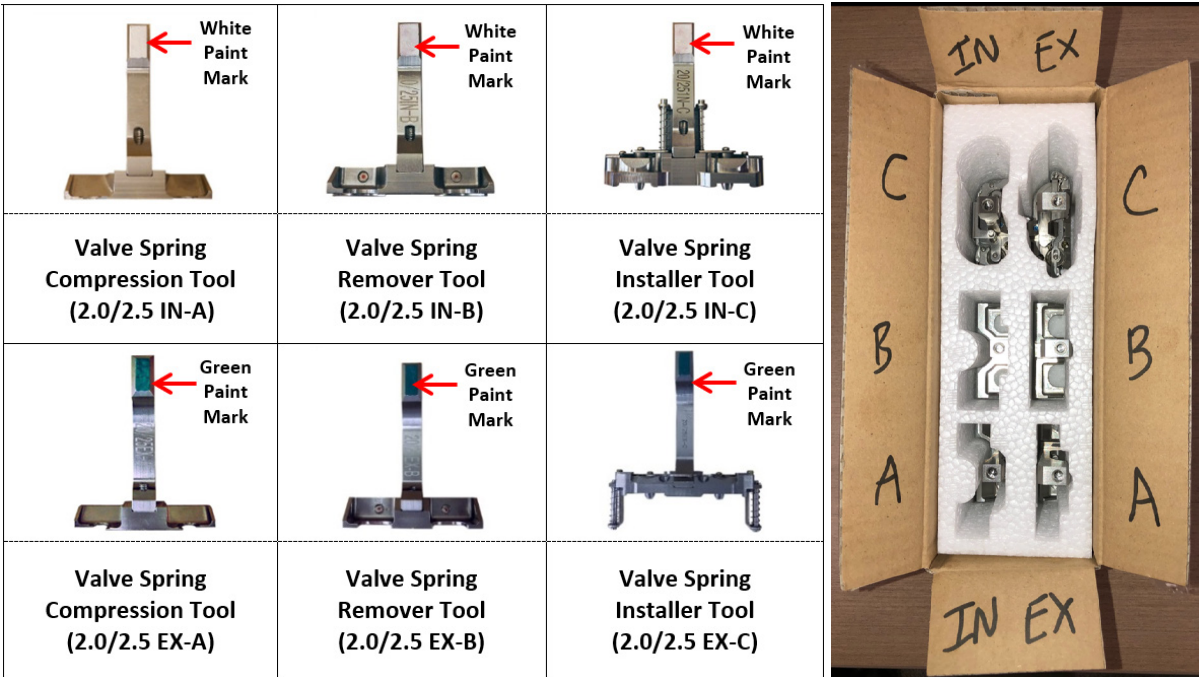 White
Paint
Mark
White
Paint
Mark
White
Paint
Mark
0/25IN-B
20/25IN-C
Valve Spring
Compression Tool
(2.0/2.5 IN-A)
Valve Spring
Remover Tool
(2.0/2.5 IN-B)
Valve Spring
Installer Tool
(2.0/2.5 IN-C)
Green
Paint
Mark
Green
Paint
Mark
Green
Paint
Mark
Valve Spring
Compression Tool
(2.0/2.5 EX-A)
Valve Spring
Remover Tool
(2.0/2.5 EX-B)
Valve Spring
Installer Tool
(2.0/2.5 EX-C)
IN EX
C
C
B
B
A
A
IN EX